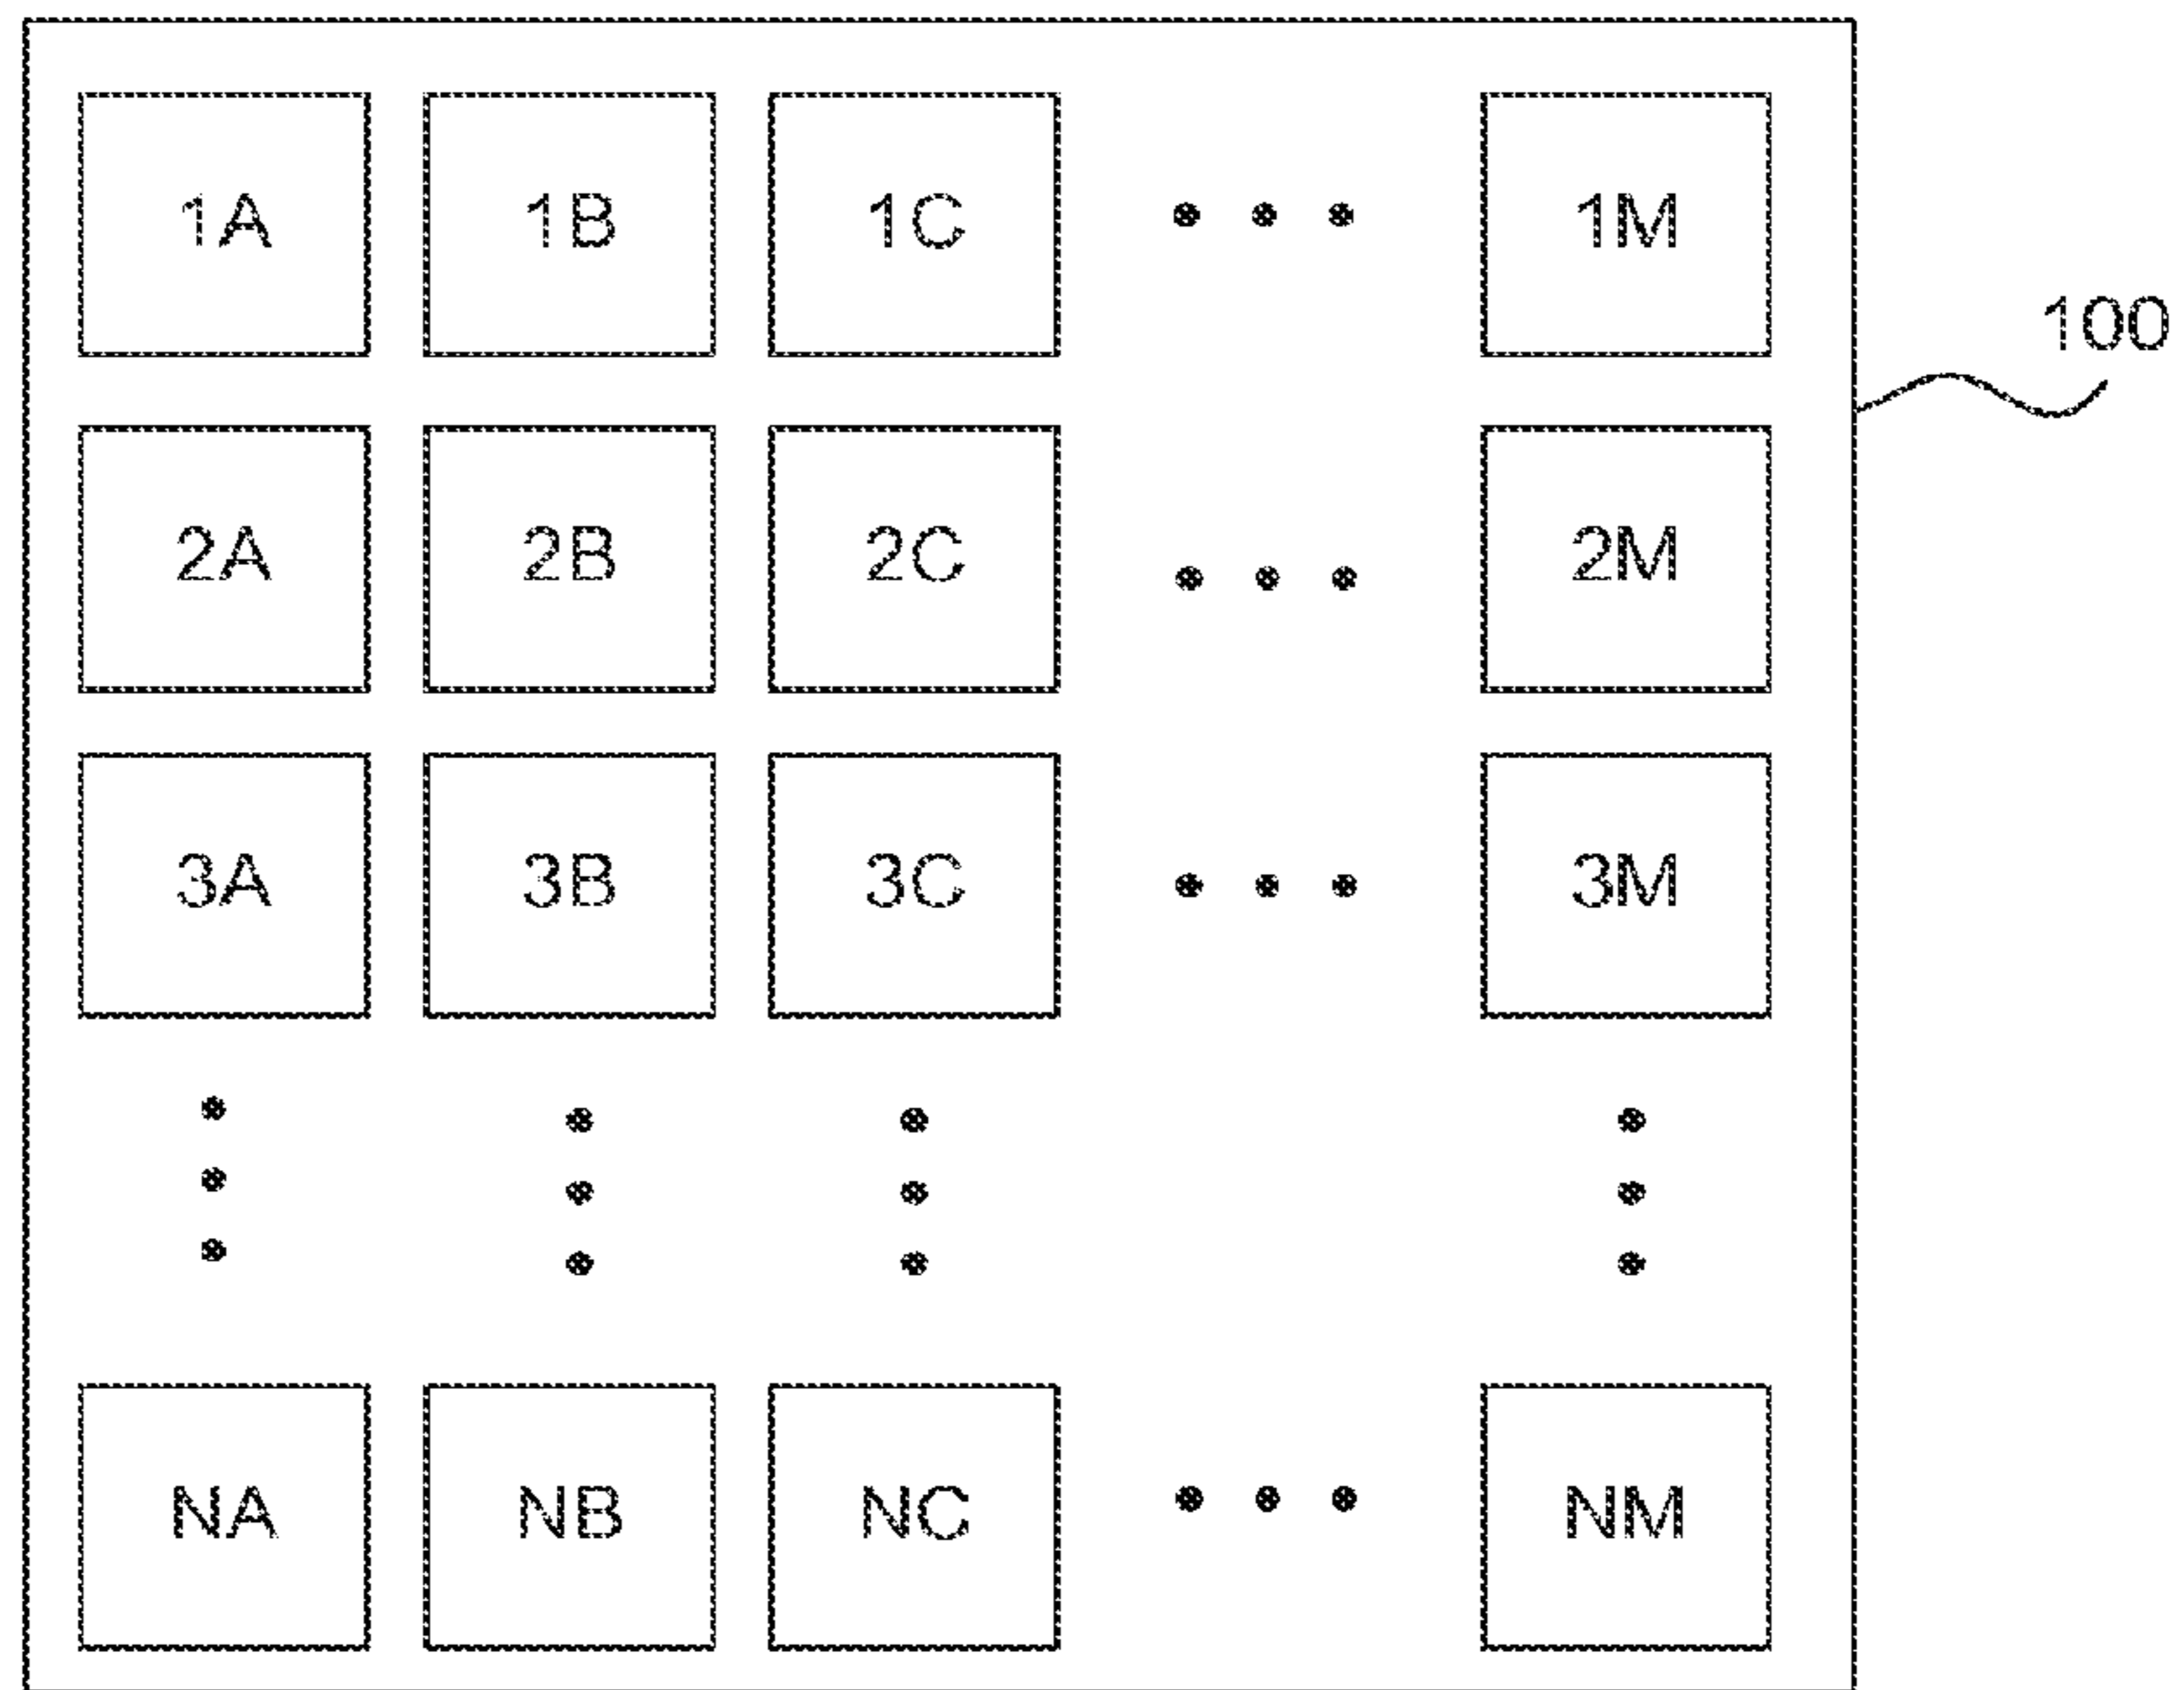 1A 1B 1C • • • 1M
100
2A 2B 2C • • • 2M
3A 3B 3C • • • 3M
NA NB NC • • • NM